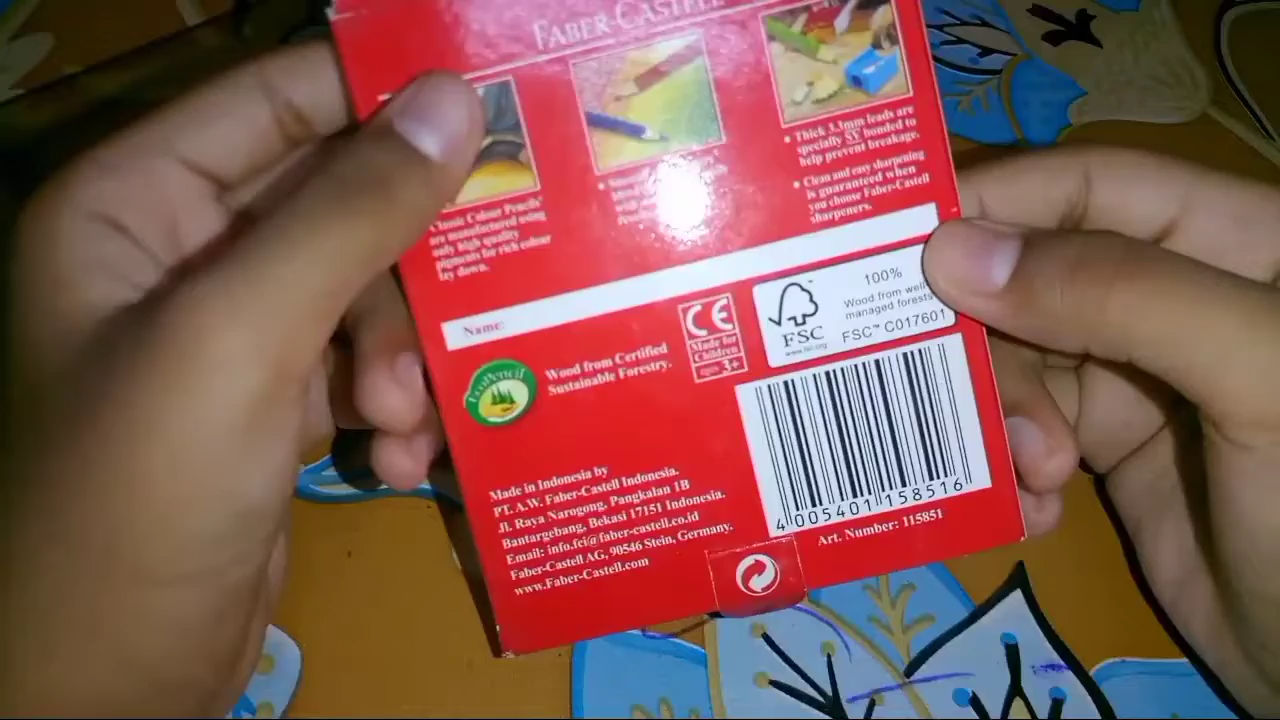 FABER-CASTELL
Classic Colour Pencils
are manufactured using
only high quality
pigments for rich colour
lay down.
• Thick 3.3mm leads are
specially SV bonded to
help prevent breakage.
• Clean and easy sharpening
is guaranteed when
you choose Faber-Castell
sharpeners.
Name:
EcoPencil
Wood from Certified
Sustainable Forestry.
CE
Made for
Children
ages 3+
FSC
www.fsc.org
100%
Wood from well-
managed forests
FSC™ C017601
4 005401 158516
Art. Number: 115851
Made in Indonesia by
PT. A.W. Faber-Castell Indonesia.
Jl. Raya Narogong, Pangkalan 1B
Bantargebang, Bekasi 17151 Indonesia.
Email: info.fci@faber-castell.co.id
Faber-Castell AG, 90546 Stein, Germany.
www.Faber-Castell.com